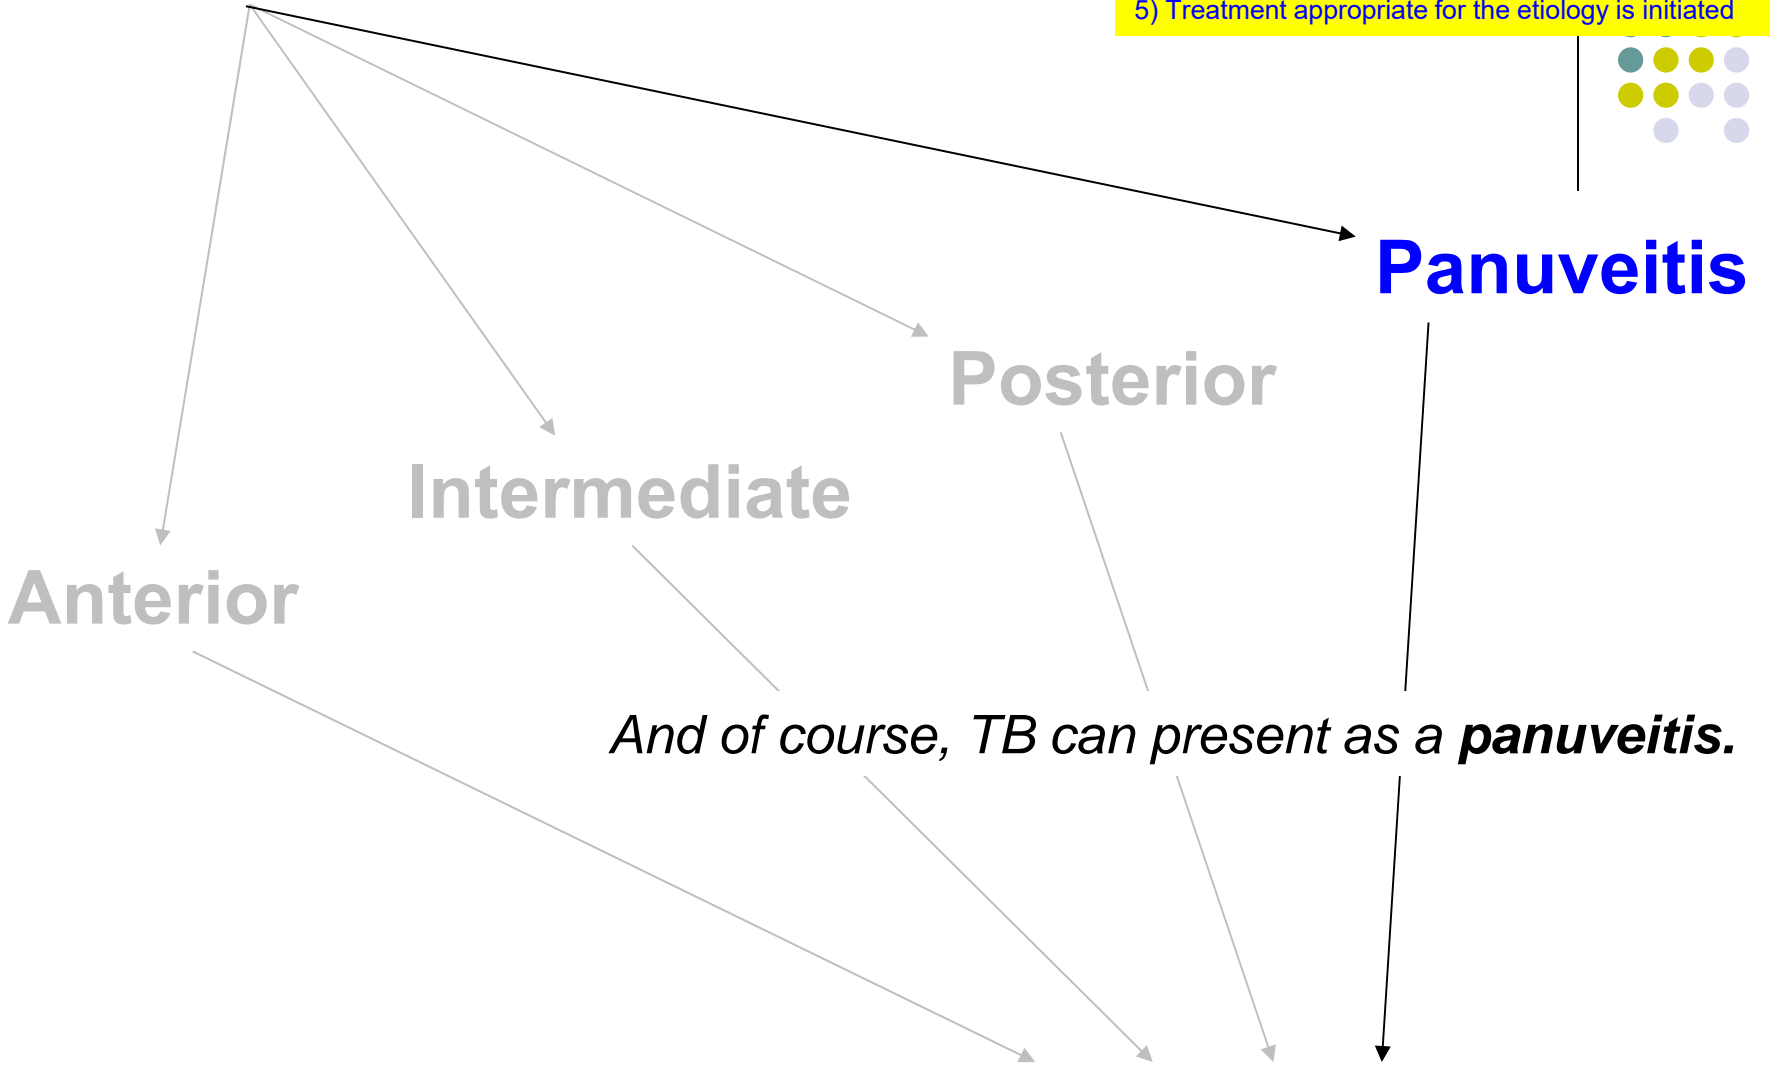 5) Treatment appropriate for the etiology is initiated
Panuveitis
Posterior
Intermediate
Anterior
And of course, TB can present as a panuveitis.